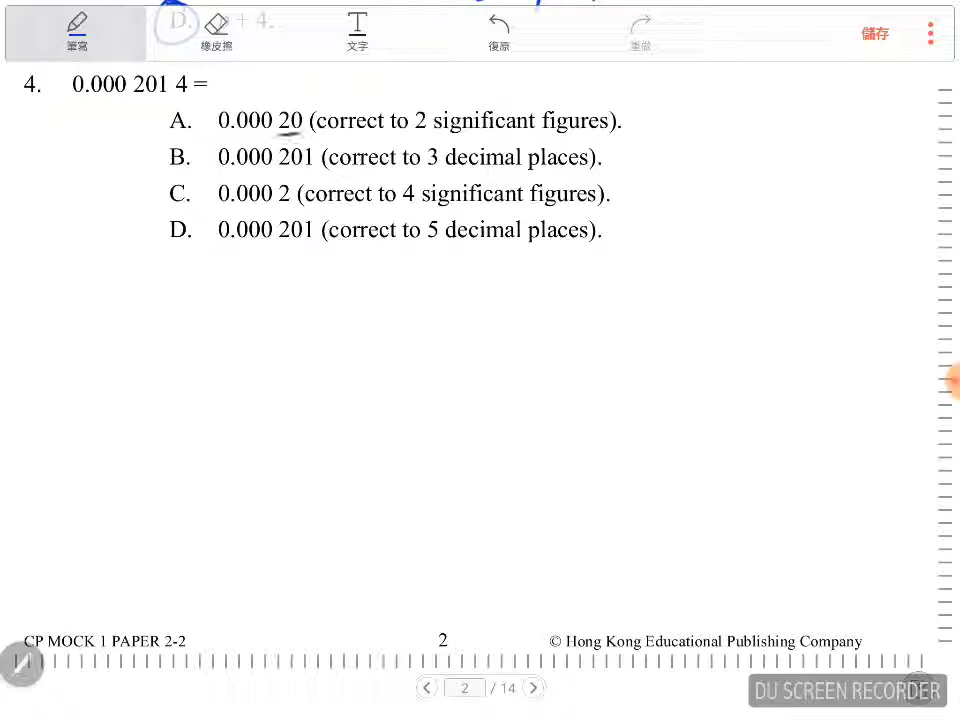 D. + 4.
筆寫 橡皮擦 文字 復原 重做 儲存
4. 0.000 201 4 =
A. 0.000 20 (correct to 2 significant figures).
B. 0.000 201 (correct to 3 decimal places).
C. 0.000 2 (correct to 4 significant figures).
D. 0.000 201 (correct to 5 decimal places).
CP MOCK 1 PAPER 2-2 2 © Hong Kong Educational Publishing Company
2 / 14
DU SCREEN RECORDER